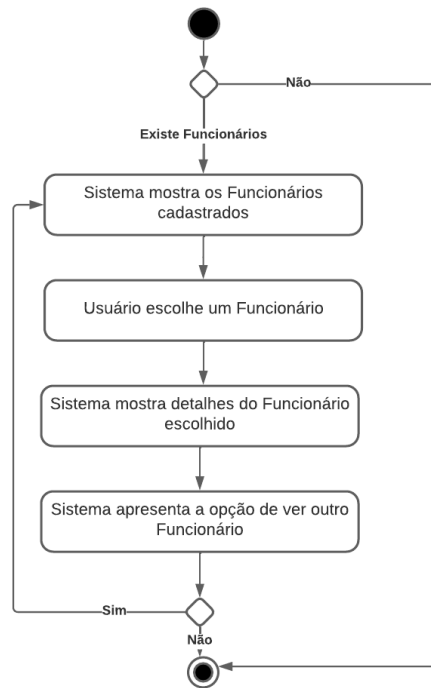 Não
Existe Funcionários
Sistema mostra os Funcionários
cadastrados
Usuário escolhe um Funcionário
Sistema mostra detalhes do Funcionário
escolhido
Sistema apresenta a opção de ver outro
Funcionário
Sim
Não